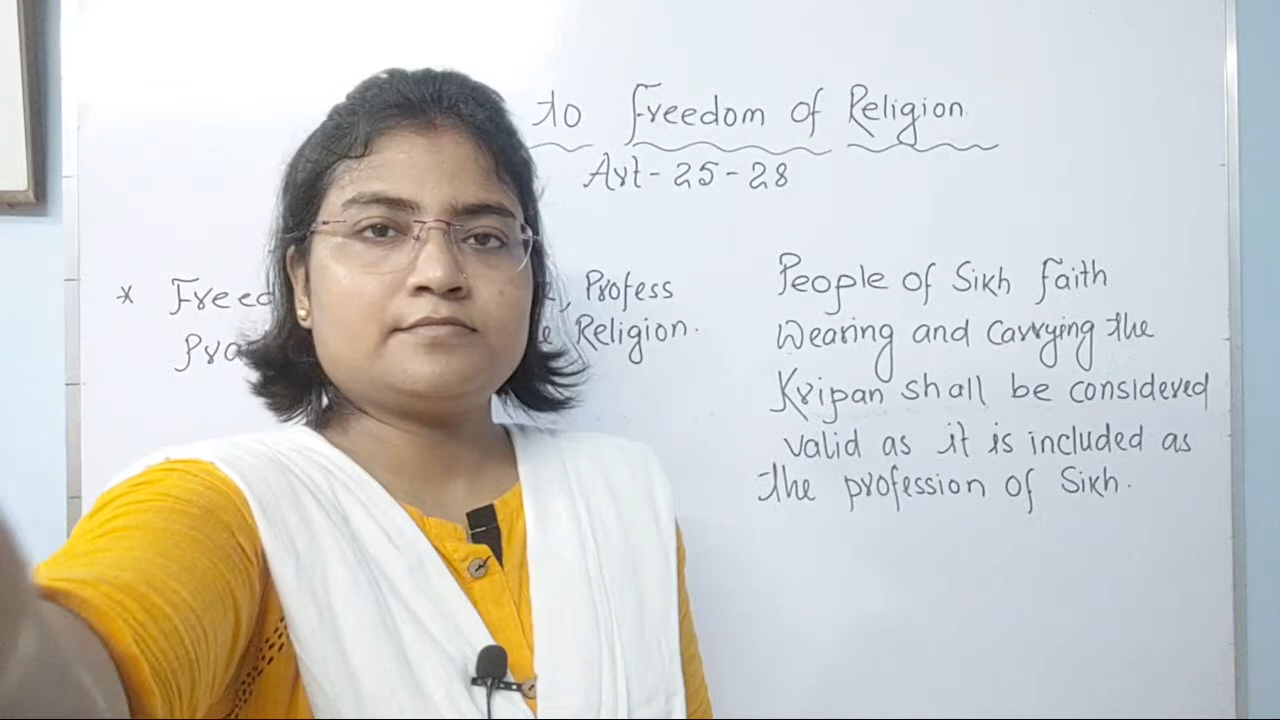 to Freedom of Religion.
Art - 25 - 28
* Freed , Profess
Pra e Religion.
People of Sikh faith
wearing and carrying the
Kripan shall be considered
valid as it is included as
the profession of Sikh.